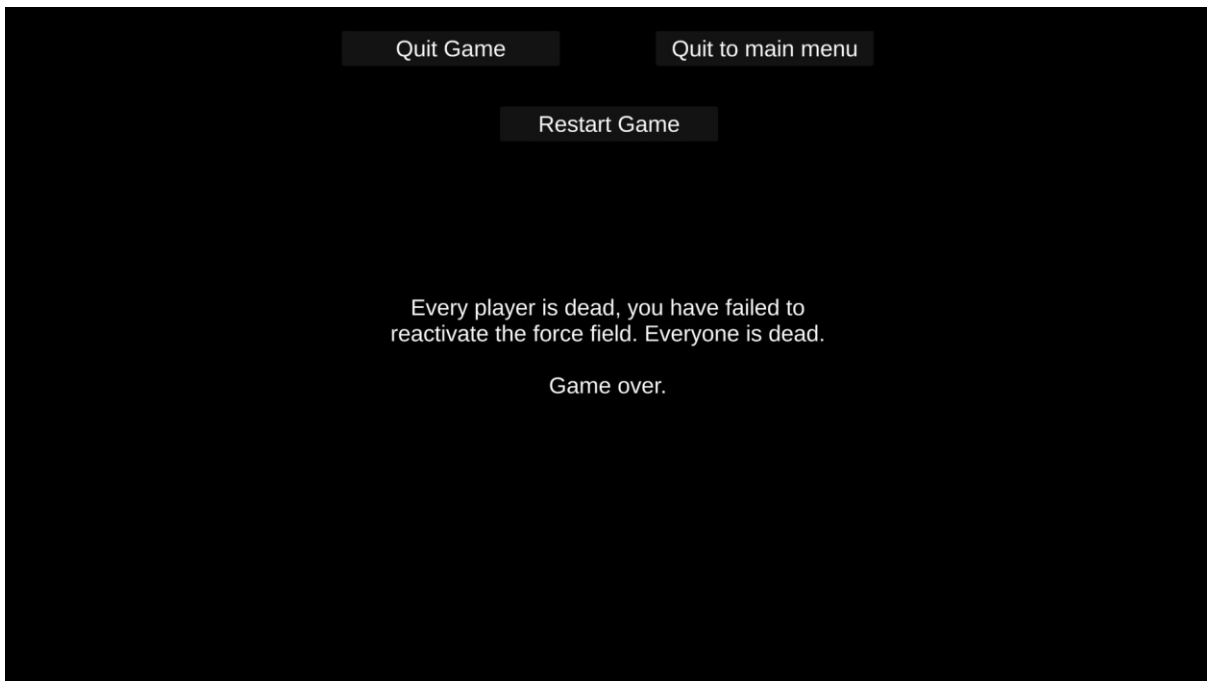 Quit Game
Quit to main menu
Restart Game
Every player is dead, you have failed to
reactivate the force field. Everyone is dead.
Game over.